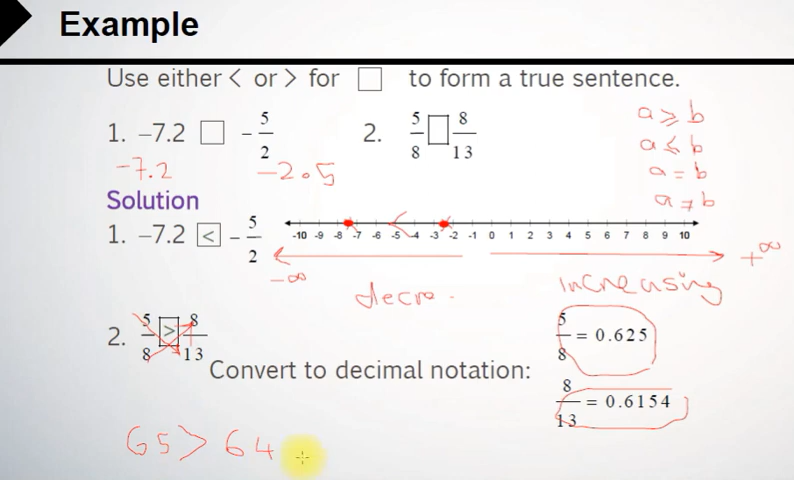 Example
Use either < or > for □ to form a true sentence.
1. –7.2 □ –5/2 2. 5/8 □ 8/13
a ≥ b
a ≤ b
a = b
a ≠ b
–7.2 –2.5
Solution
1. –7.2 < –5/2
-10 -9 -8 -7 -6 -5 -4 -3 -2 -1 0 1 2 3 4 5 6 7 8 9 10
-∞ +∞
decre. increasing
2. 5/8 > 8/13
5/8 = 0.625
Convert to decimal notation:
8/13 = 0.6154
65 > 64